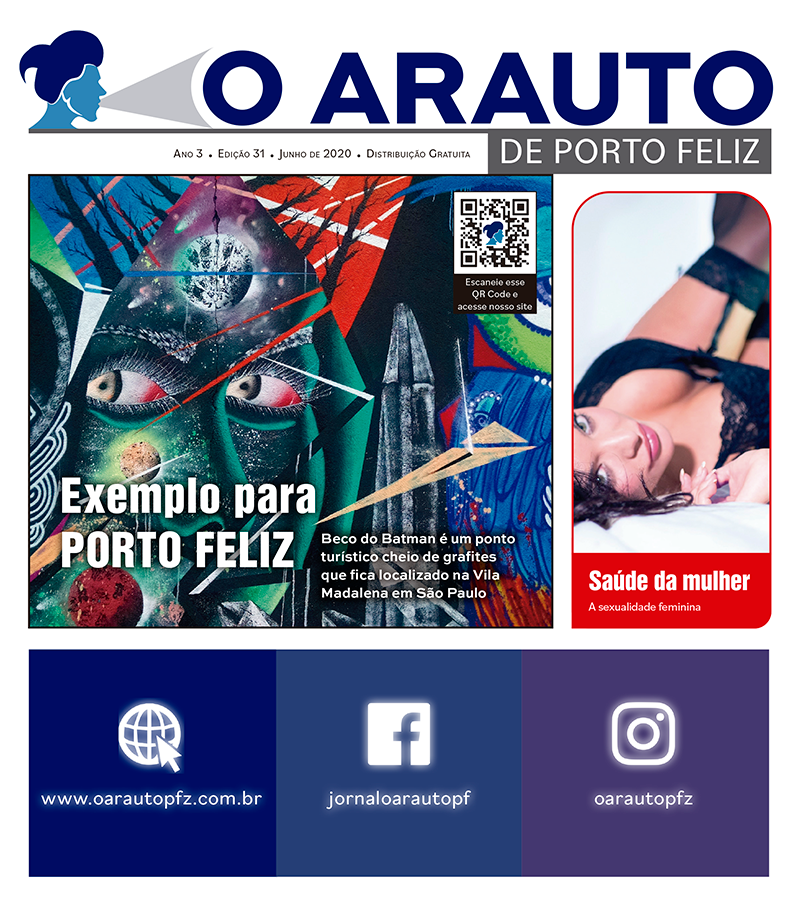 O ARAUTO
DE PORTO FELIZ
Ano 3 • Edição 31 • Junho de 2020 • Distribuição Gratuita
Escaneie esse
QR Code e
acesse nosso site
Exemplo para
PORTO FELIZ
Beco do Batman é um ponto
turístico cheio de grafites
que fica localizado na Vila
Madalena em São Paulo
Saúde da mulher
A sexualidade feminina
www.oarautopfz.com.br
jornaloarautopf
oarautopfz